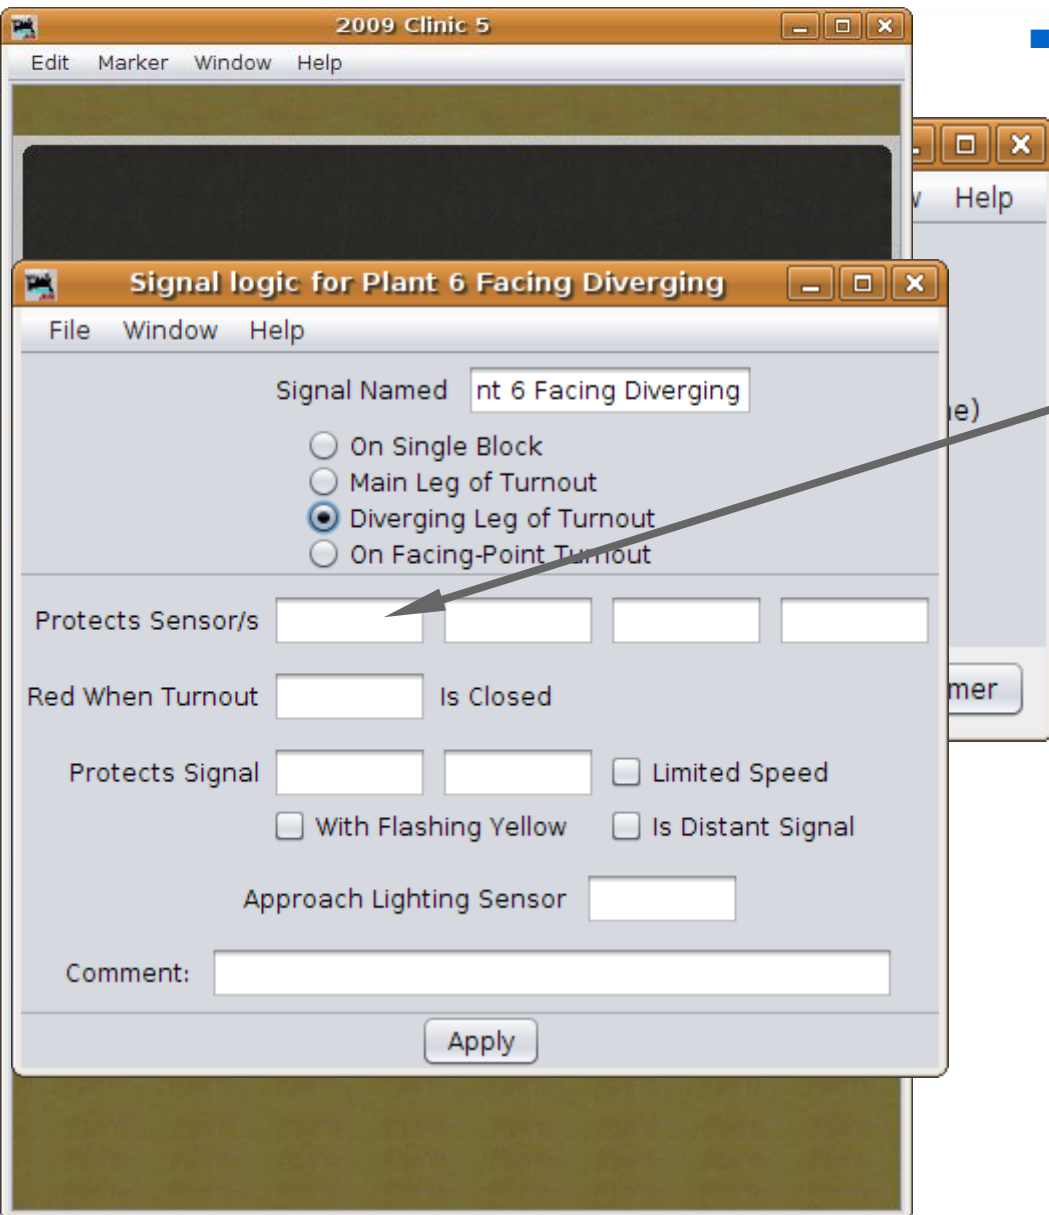 2009 Clinic 5
Edit Marker Window Help
Help
Signal logic for Plant 6 Facing Diverging
File Window Help
Signal Named nt 6 Facing Diverging
On Single Block
Main Leg of Turnout
Diverging Leg of Turnout
On Facing-Point Turnout
Protects Sensor/s
Red When Turnout Is Closed
Protects Signal Limited Speed
With Flashing Yellow Is Distant Signal
Approach Lighting Sensor
Comment:
Apply
e)
mer